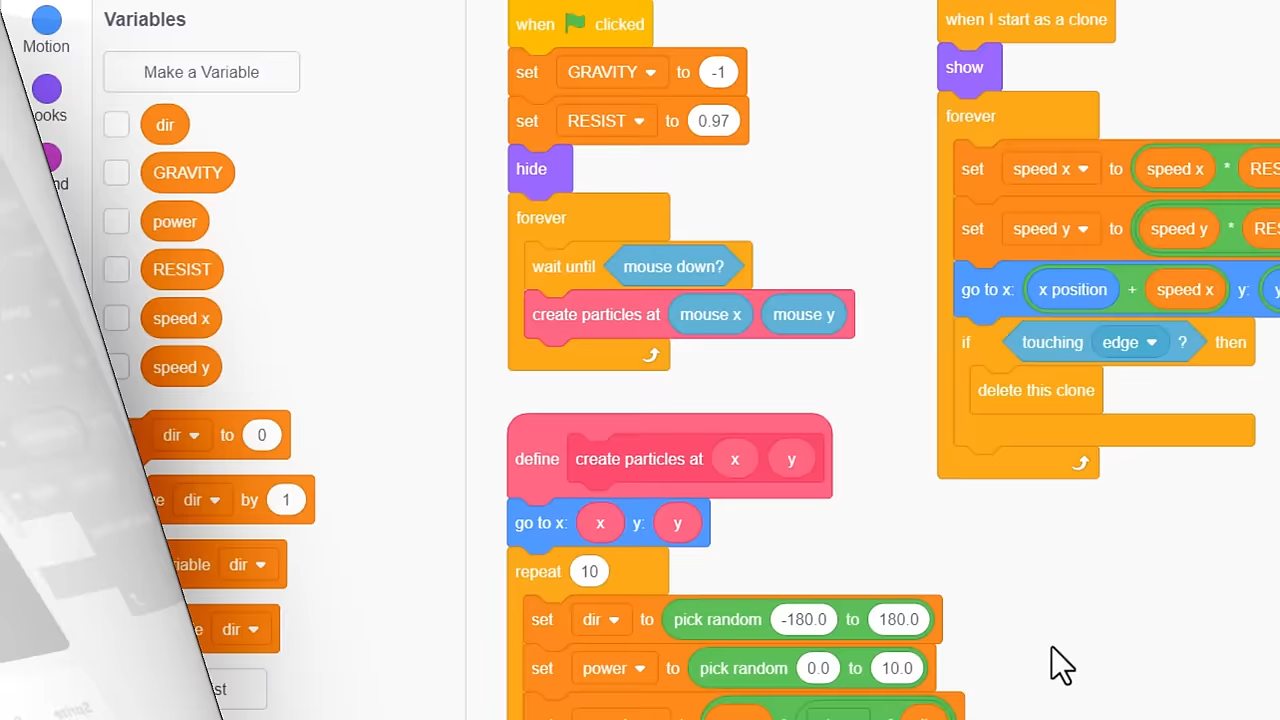 Motion
ooks
nd
Variables
Make a Variable
dir
GRAVITY
power
RESIST
speed x
speed y
dir to 0
e dir by 1
iable dir
e dir
st
when clicked
set GRAVITY to -1
set RESIST to 0.97
hide
forever
wait until mouse down?
create particles at mouse x mouse y
define create particles at x y
go to x: x y: y
repeat 10
set dir to pick random -180.0 to 180.0
set power to pick random 0.0 to 10.0
when I start as a clone
show
forever
set speed x to speed x * RES
set speed y to speed y * RES
go to x: x position + speed x y: y
if touching edge ? then
delete this clone